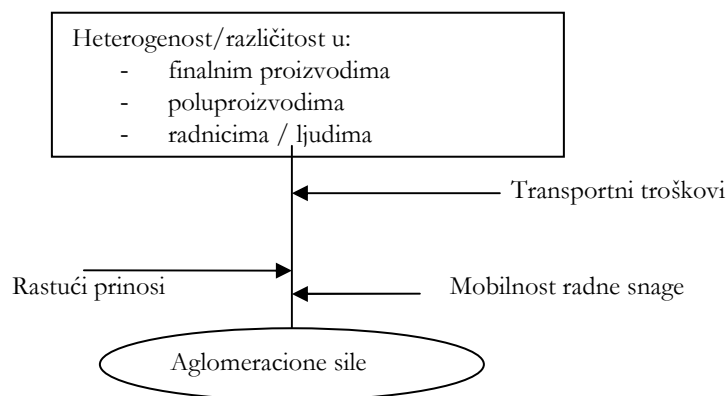 Heterogenost/različitost u:
- finalnim proizvodima
- poluproizvodima
- radnicima / ljudima
Transportni troškovi
Rastući prinosi
Mobilnost radne snage
Aglomeracione sile